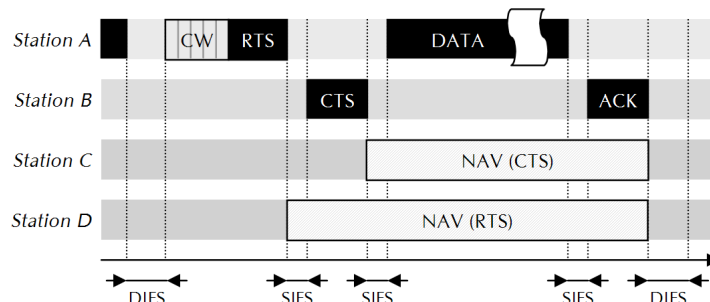 Station A
CW
RTS
DATA
Station B
CTS
ACK
Station C
NAV (CTS)
Station D
NAV (RTS)
DIFS
SIFS
SIFS
SIFS
DIFS